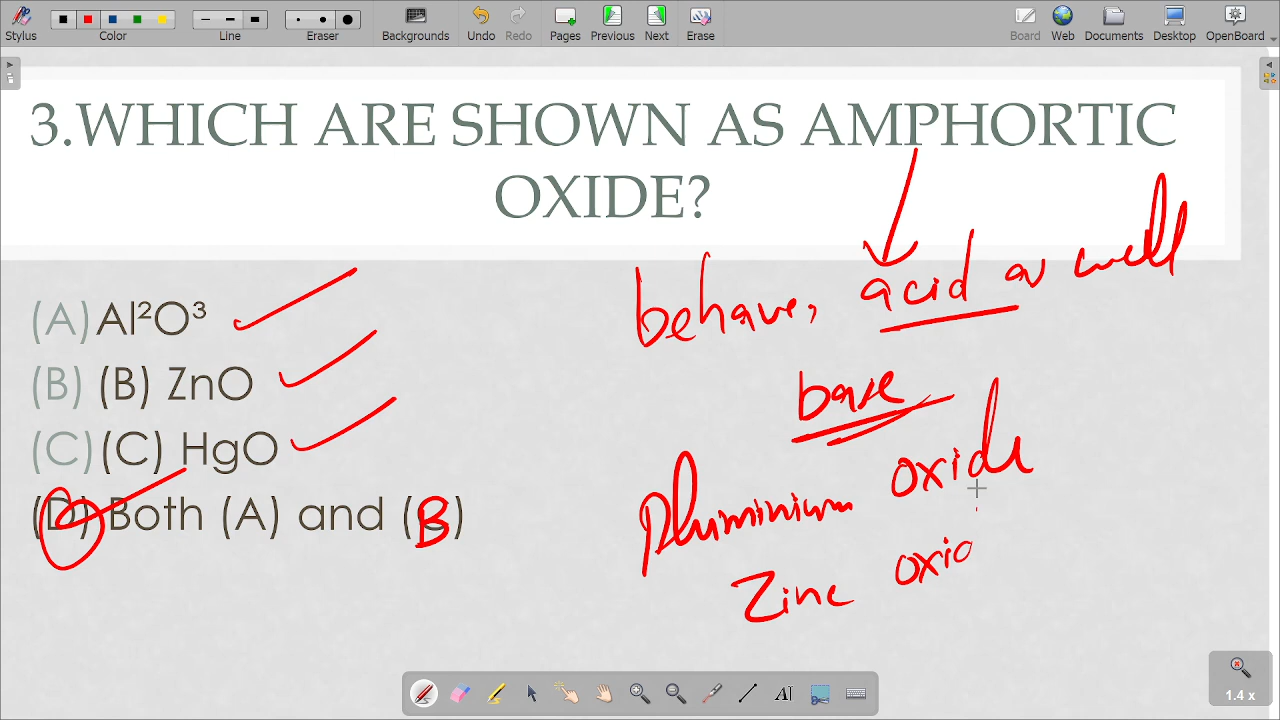 Stylus Color Line Eraser Backgrounds Undo Redo Pages Previous Next Erase Board Web Documents Desktop OpenBoard
3.WHICH ARE SHOWN AS AMPHORTIC
OXIDE?
behave, acid as well
base
(A) Al²O³
(B) (B) ZnO
(C) (C) HgO
(D) Both (A) and (B)
Aluminium oxide
Zinc oxid
AI
1.4 x